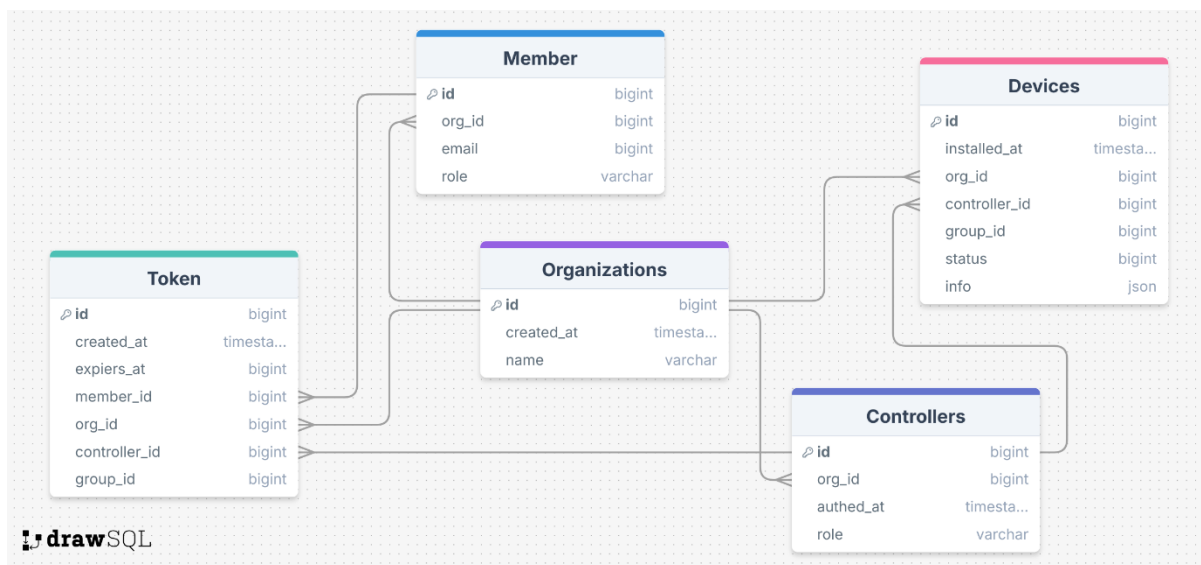 Member
id bigint
org_id bigint
email bigint
role varchar
Devices
id bigint
installed_at timesta...
org_id bigint
controller_id bigint
group_id bigint
status bigint
info json
Organizations
id bigint
created_at timesta...
name varchar
Token
id bigint
created_at timesta...
expiers_at bigint
member_id bigint
org_id bigint
controller_id bigint
group_id bigint
Controllers
id bigint
org_id bigint
authed_at timesta...
role varchar
drawSQL